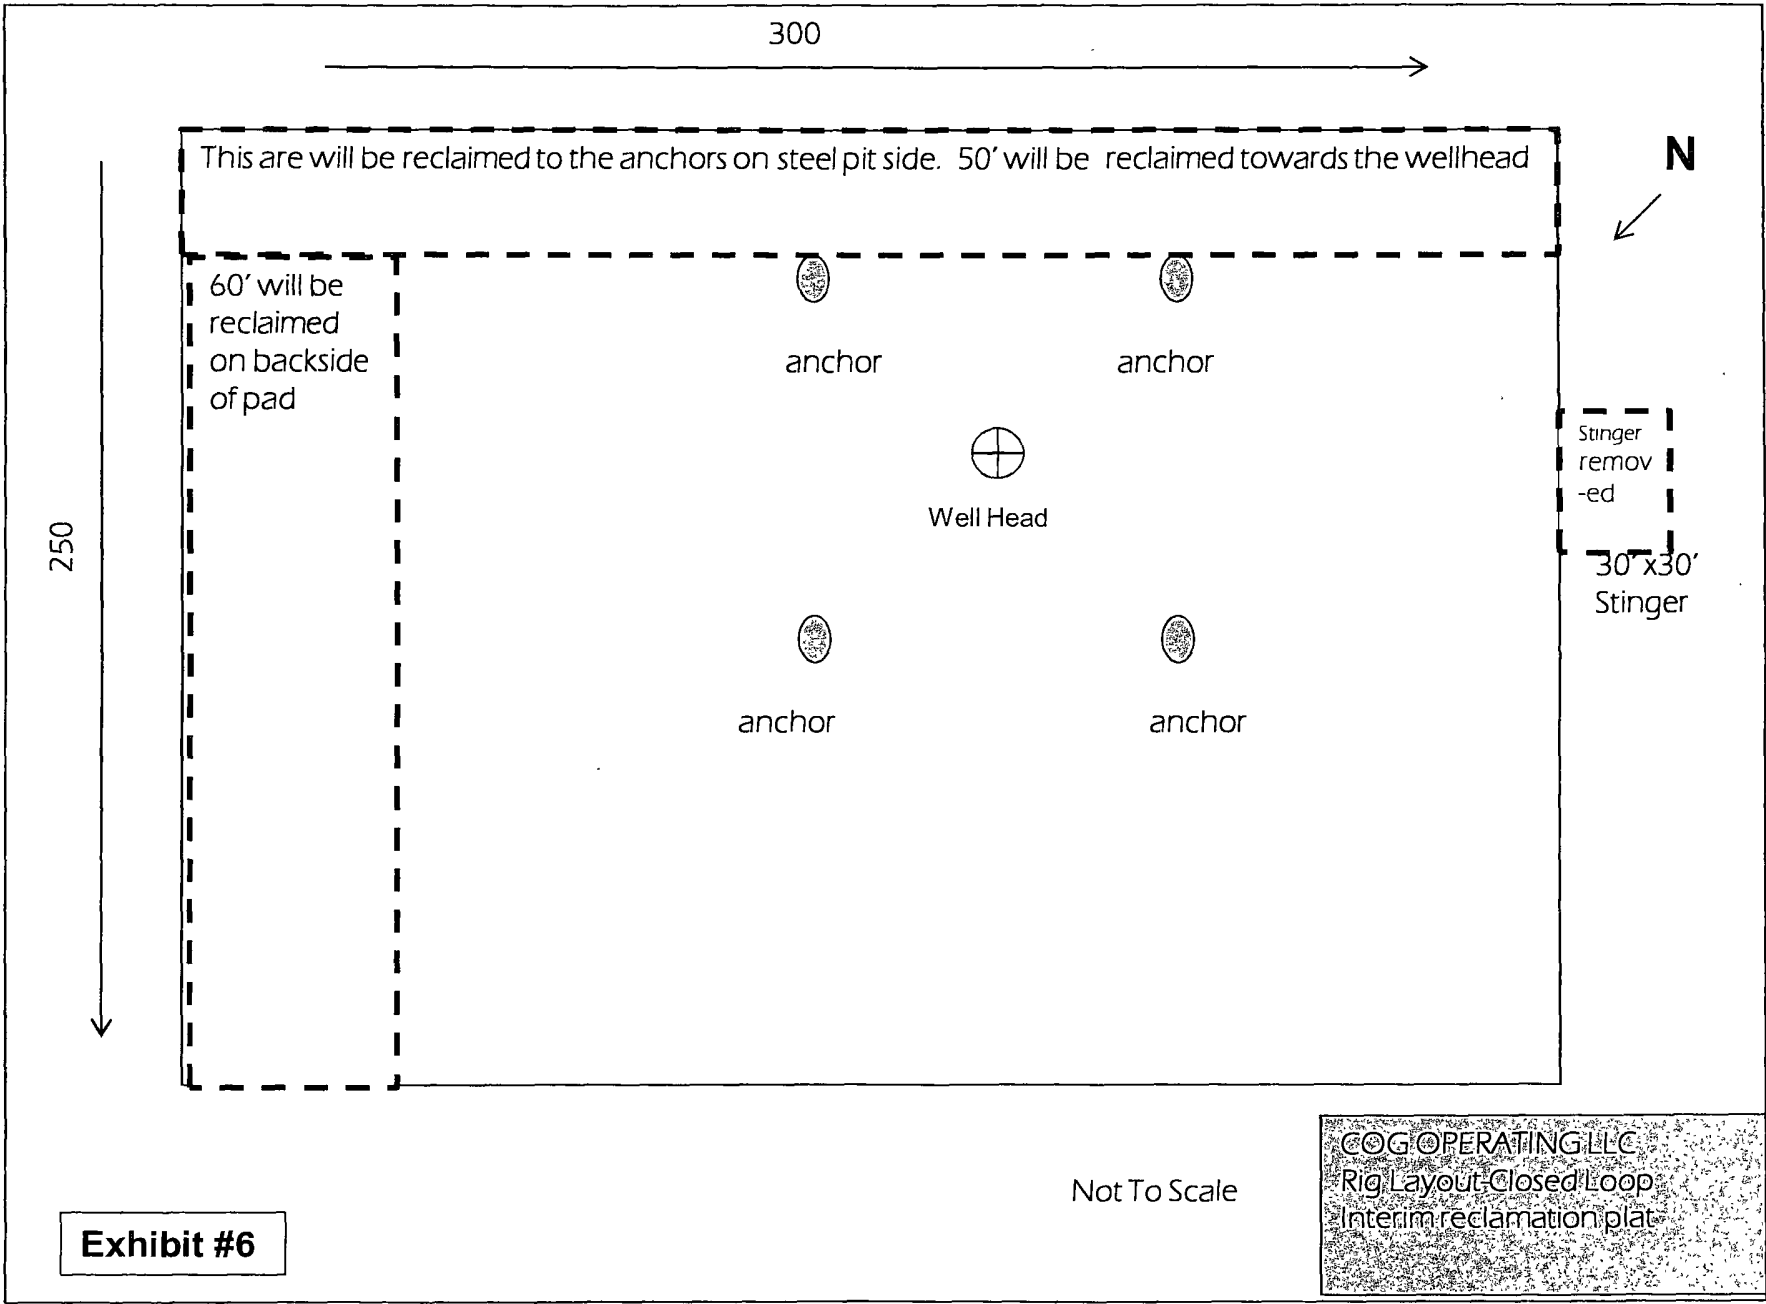 300
This are will be reclaimed to the anchors on steel pit side. 50' will be reclaimed towards the wellhead
N
60' will be
reclaimed
on backside
of pad
anchor
anchor
Stinger
remov
-ed
Well Head
250
30'x30'
Stinger
anchor
anchor
COG OPERATING LLC
Rig Layout-Closed Loop
Interim reclamation plat
Not To Scale
Exhibit #6